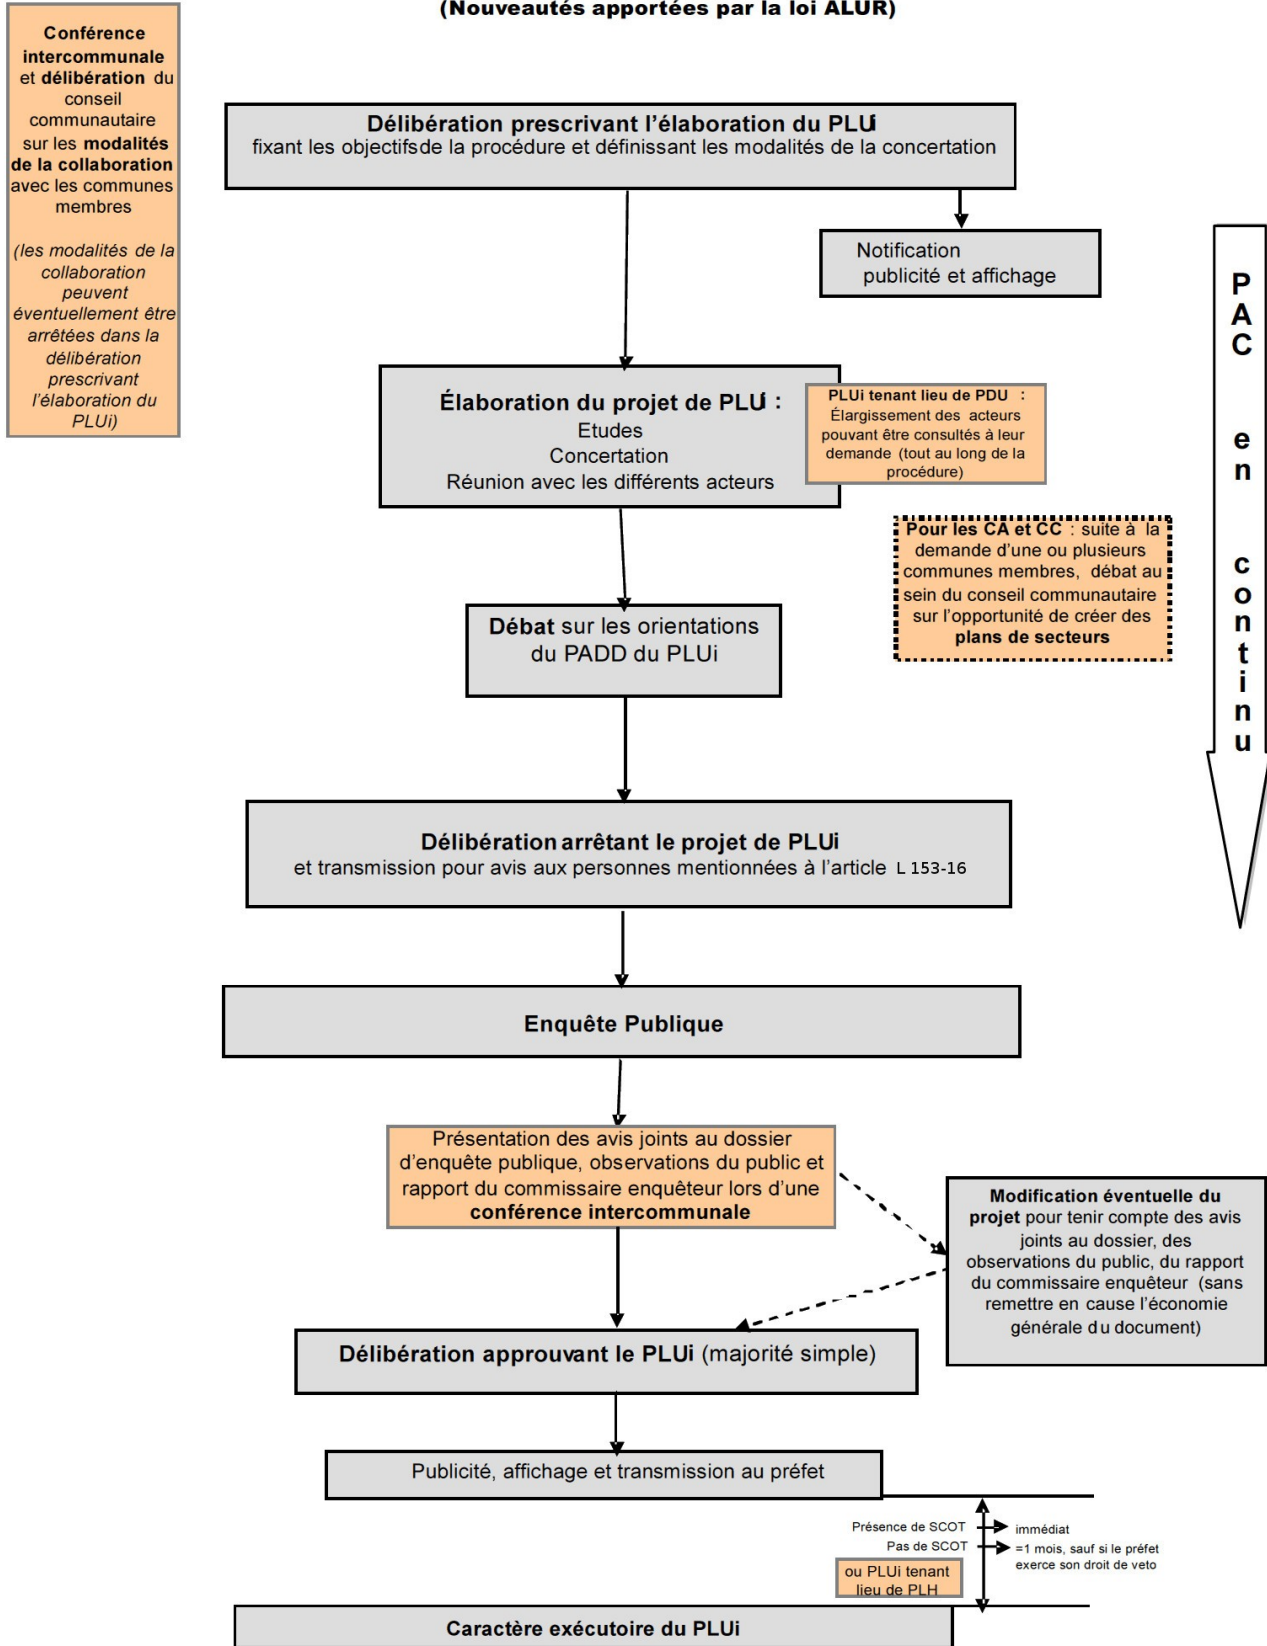 (Nouveautés apportées par la loi ALUR)
Conférence
intercommunale
et délibération du
conseil
communautaire
sur les modalités
de la collaboration
avec les communes
membres
(les modalités de la
collaboration
peuvent
éventuellement être
arrêtées dans la
délibération
prescrivant
l'élaboration du
PLUi)
Délibération prescrivant l'élaboration du PLUi
fixant les objectifsde la procédure et définissant les modalités de la concertation
Notification
publicité et affichage
PAC en continu
Élaboration du projet de PLUi :
Etudes
Concertation
Réunion avec les différents acteurs
PLUi tenant lieu de PDU :
Élargissement des acteurs
pouvant être consultés à leur
demande (tout au long de la
procédure)
Pour les CA et CC : suite à la
demande d'une ou plusieurs
communes membres, débat au
sein du conseil communautaire
sur l'opportunité de créer des
plans de secteurs
Débat sur les orientations
du PADD du PLUi
Délibération arrêtant le projet de PLUi
et transmission pour avis aux personnes mentionnées à l'article L 153-16
Enquête Publique
Présentation des avis joints au dossier
d'enquête publique, observations du public et
rapport du commissaire enquêteur lors d'une
conférence intercommunale
Modification éventuelle du
projet pour tenir compte des avis
joints au dossier, des
observations du public, du rapport
du commissaire enquêteur (sans
remettre en cause l'économie
générale du document)
Délibération approuvant le PLUi (majorité simple)
Publicité, affichage et transmission au préfet
Présence de SCOT immédiat
Pas de SCOT =1 mois, sauf si le préfet
exerce son droit de veto
ou PLUi tenant
lieu de PLH
Caractère exécutoire du PLUi